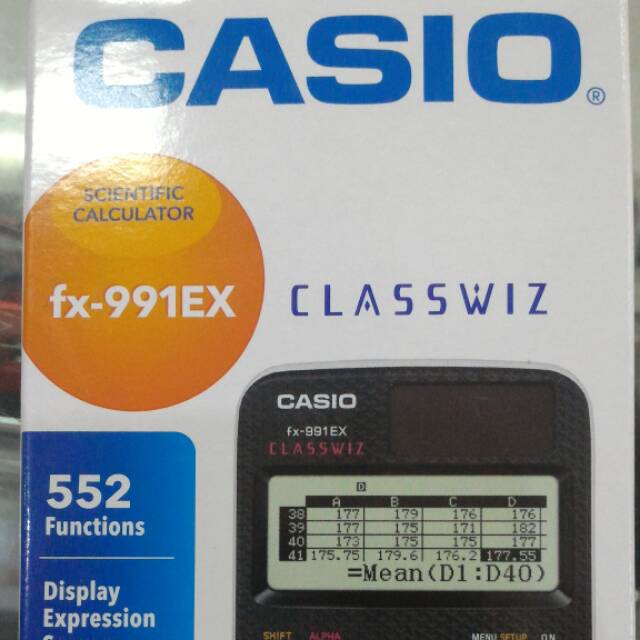 CASIO®
SCIENTIFIC
CALCULATOR
fx-991EX
CLASSWIZ
CASIO
fx-991EX
CLASSWIZ
552
Functions
Display
Expression
D
A B C D
38 177 179 176 176
39 177 175 171 182
40 173 175 175 177
41 175.75 179.6 176.2 177.55
=Mean(D1:D40)
SHIFT ALPHA MENU SETUP ON